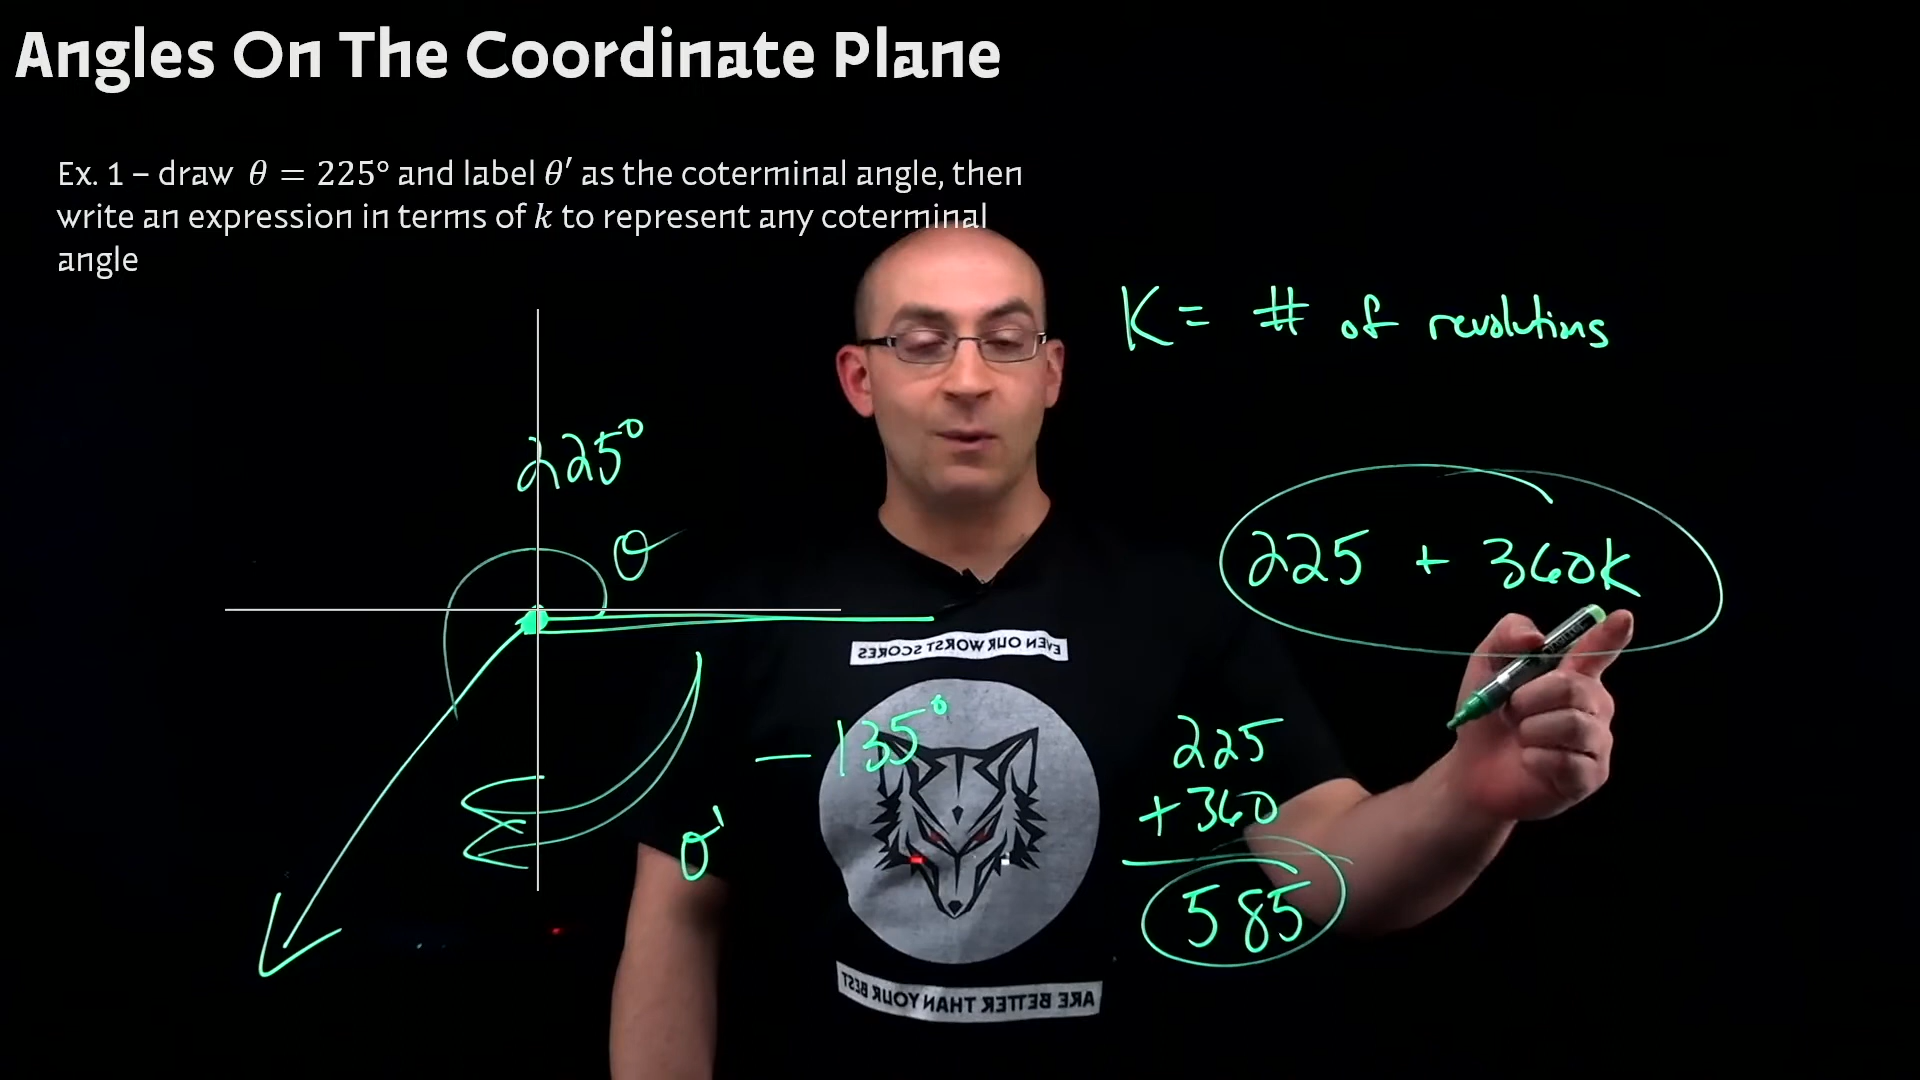 Angles On The Coordinate Plane
Ex. 1 – draw θ = 225° and label θ′ as the coterminal angle, then
write an expression in terms of k to represent any coterminal
angle
K = # of revolutions
225°
θ
225 + 360k
EVEN OUR WORST SCORES
-135°
θ'
225
+360
585
ARE BETTER THAN YOUR BEST